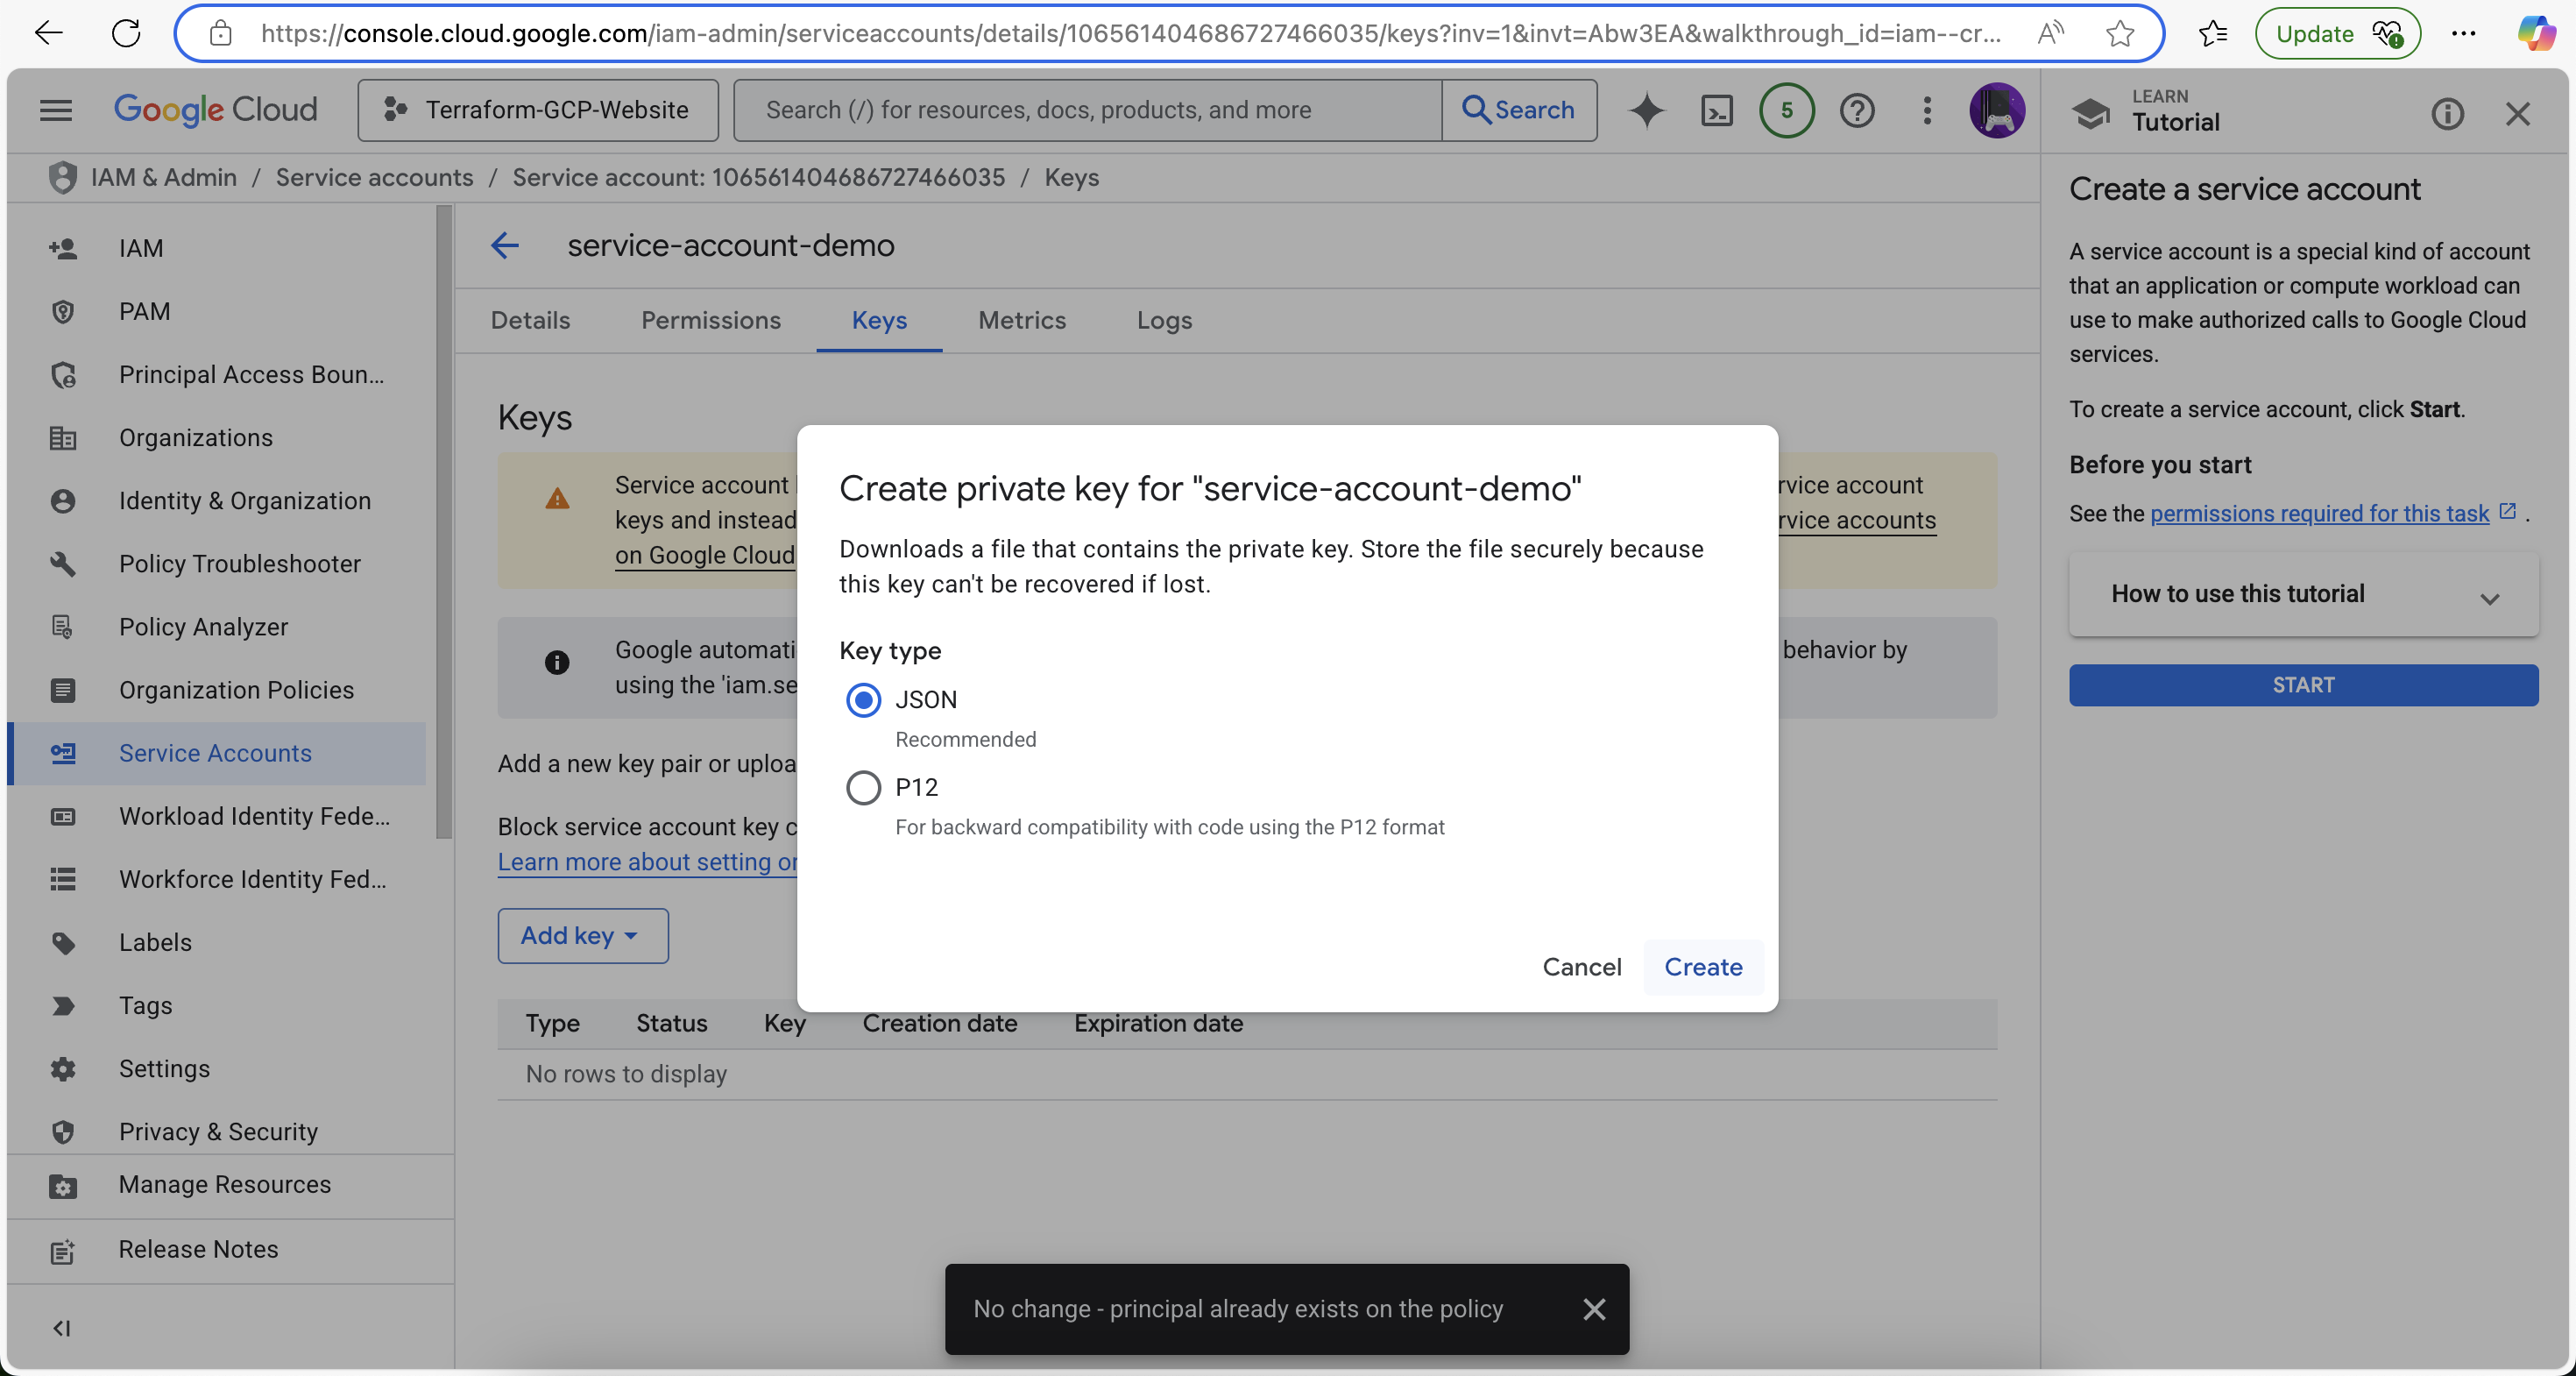 https://console.cloud.google.com/iam-admin/serviceaccounts/details/106561404686727466035/keys?inv=1&invt=Abw3EA&walkthrough_id=iam--cr...
Update
Google Cloud
Terraform-GCP-Website
Search (/) for resources, docs, products, and more
Search
5
LEARN
Tutorial
IAM & Admin / Service accounts / Service account: 106561404686727466035 / Keys
IAM
PAM
Principal Access Boun...
Organizations
Identity & Organization
Policy Troubleshooter
Policy Analyzer
Organization Policies
Service Accounts
Workload Identity Fede...
Workforce Identity Fed...
Labels
Tags
Settings
Privacy & Security
Manage Resources
Release Notes
service-account-demo
Details
Permissions
Keys
Metrics
Logs
Keys
Service account
rvice account
keys and instead
rvice accounts
on Google Cloud
Google automati
behavior by
using the 'iam.se
Add a new key pair or uploa
Block service account key c
Learn more about setting or
Add key
Type Status Key Creation date Expiration date
No rows to display
Create private key for "service-account-demo"
Downloads a file that contains the private key. Store the file securely because
this key can't be recovered if lost.
Key type
JSON
Recommended
P12
For backward compatibility with code using the P12 format
Cancel
Create
No change - principal already exists on the policy
Create a service account
A service account is a special kind of account
that an application or compute workload can
use to make authorized calls to Google Cloud
services.
To create a service account, click Start.
Before you start
See the permissions required for this task .
How to use this tutorial
START